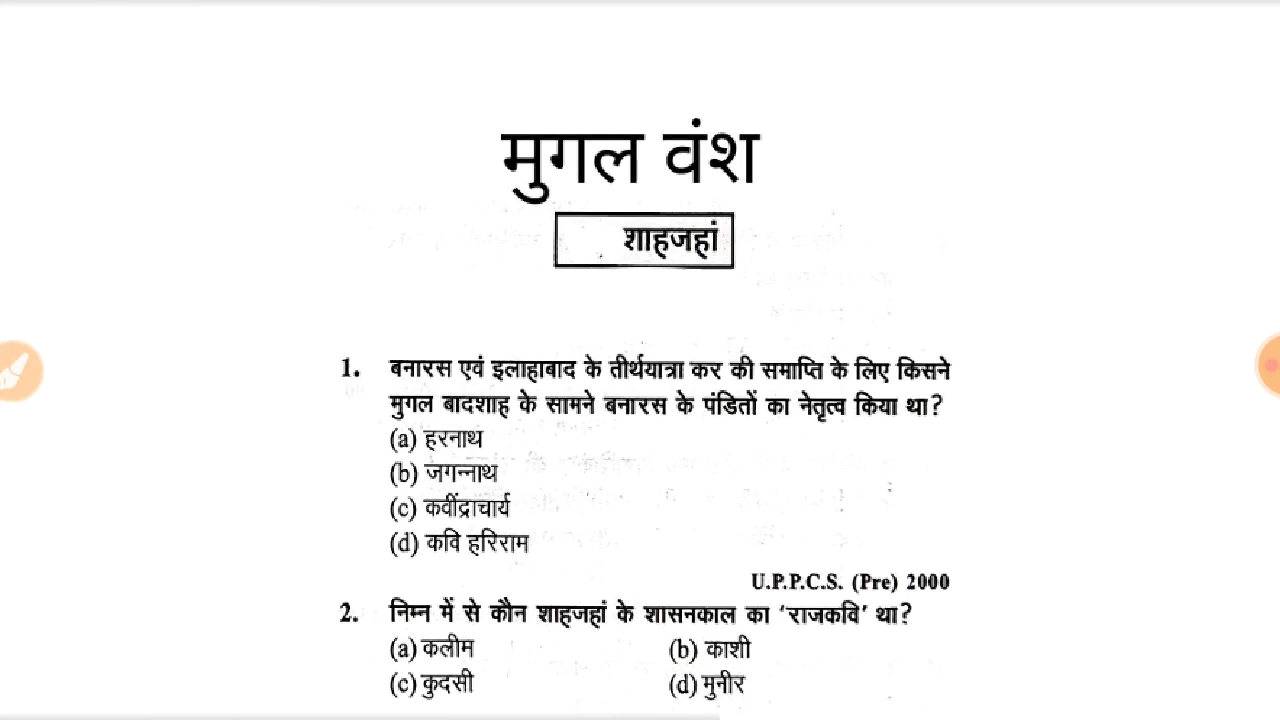 मुगल वंश
शाहजहां
1. बनारस एवं इलाहाबाद के तीर्थयात्रा कर की समाप्ति के लिए किसने
मुगल बादशाह के सामने बनारस के पंडितों का नेतृत्व किया था?
(a) हरनाथ
(b) जगन्नाथ
(c) कवींद्राचार्य
(d) कवि हरिराम
U.P.P.C.S. (Pre) 2000
2. निम्न में से कौन शाहजहां के शासनकाल का ‘राजकवि’ था?
(a) कलीम (b) काशी
(c) कुदसी (d) मुनीर